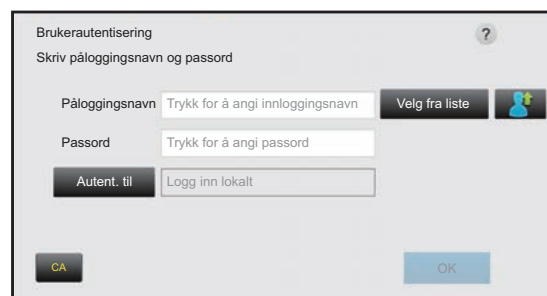 Brukerautentisering
?
Skriv påloggingsnavn og passord
Påloggingsnavn Trykk for å angi innloggingsnavn Velg fra liste
Passord Trykk for å angi passord
Autent. til Logg inn lokalt
CA OK